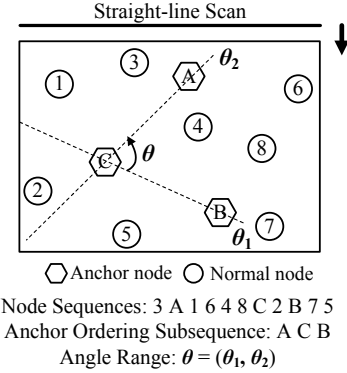 Straight-line Scan
3
A
θ2
1
6
4
8
C
θ
2
B
7
5
θ1
Anchor node Normal node
Node Sequences: 3 A 1 6 4 8 C 2 B 7 5
Anchor Ordering Subsequence: A C B
Angle Range: θ = (θ1, θ2)